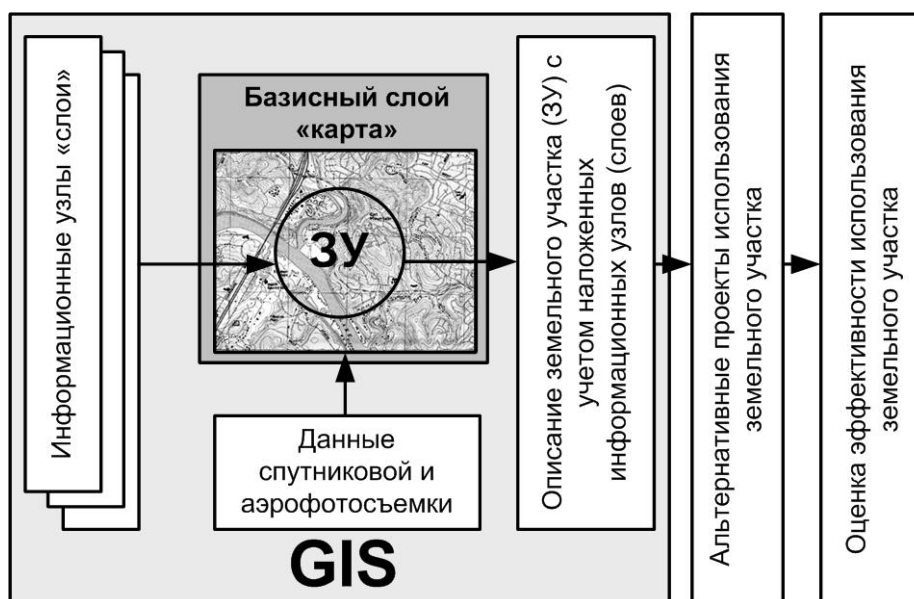 Информационные узлы «слои»
Базисный слой
«карта»
ЗУ
Данные
спутниковой и
аэрофотосъемки
Описание земельного участка (ЗУ) с
учетом наложенных
информационных узлов (слоев)
GIS
Альтернативные проекты использования
земельного участка
Оценка эффективности использования
земельного участка